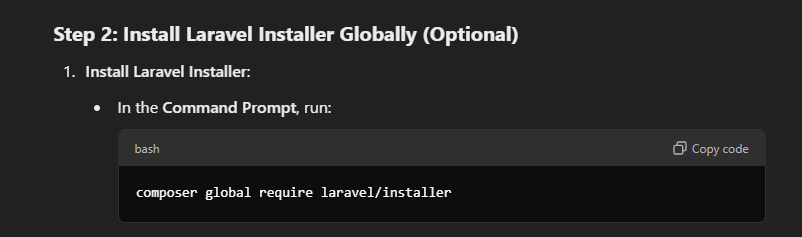 Step 2: Install Laravel Installer Globally (Optional)
1. Install Laravel Installer:
• In the Command Prompt, run:
bash Copy code
composer global require laravel/installer